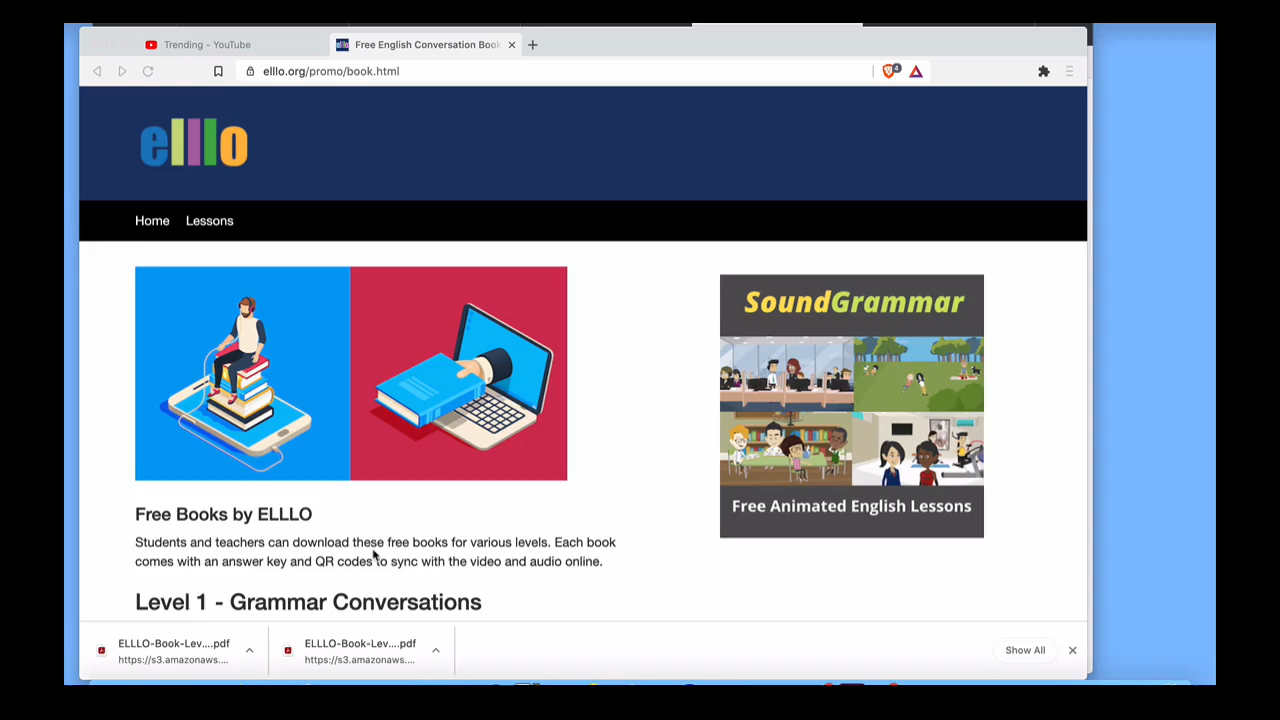 Trending - YouTube
Free English Conversation Book
elllo.org/promo/book.html
4
elllo
Home Lessons
SoundGrammar
Free Animated English Lessons
Free Books by ELLLO
Students and teachers can download these free books for various levels. Each book
comes with an answer key and QR codes to sync with the video and audio online.
Level 1 - Grammar Conversations
ELLLO-Book-Lev....pdf
https://s3.amazonaws....
ELLLO-Book-Lev....pdf
https://s3.amazonaws....
Show All